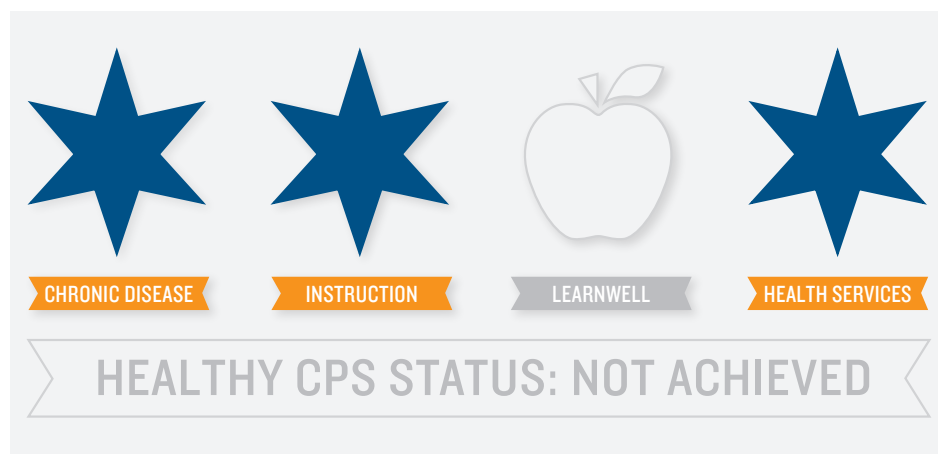 CHRONIC DISEASE
INSTRUCTION
LEARNWELL
HEALTH SERVICES
HEALTHY CPS STATUS: NOT ACHIEVED